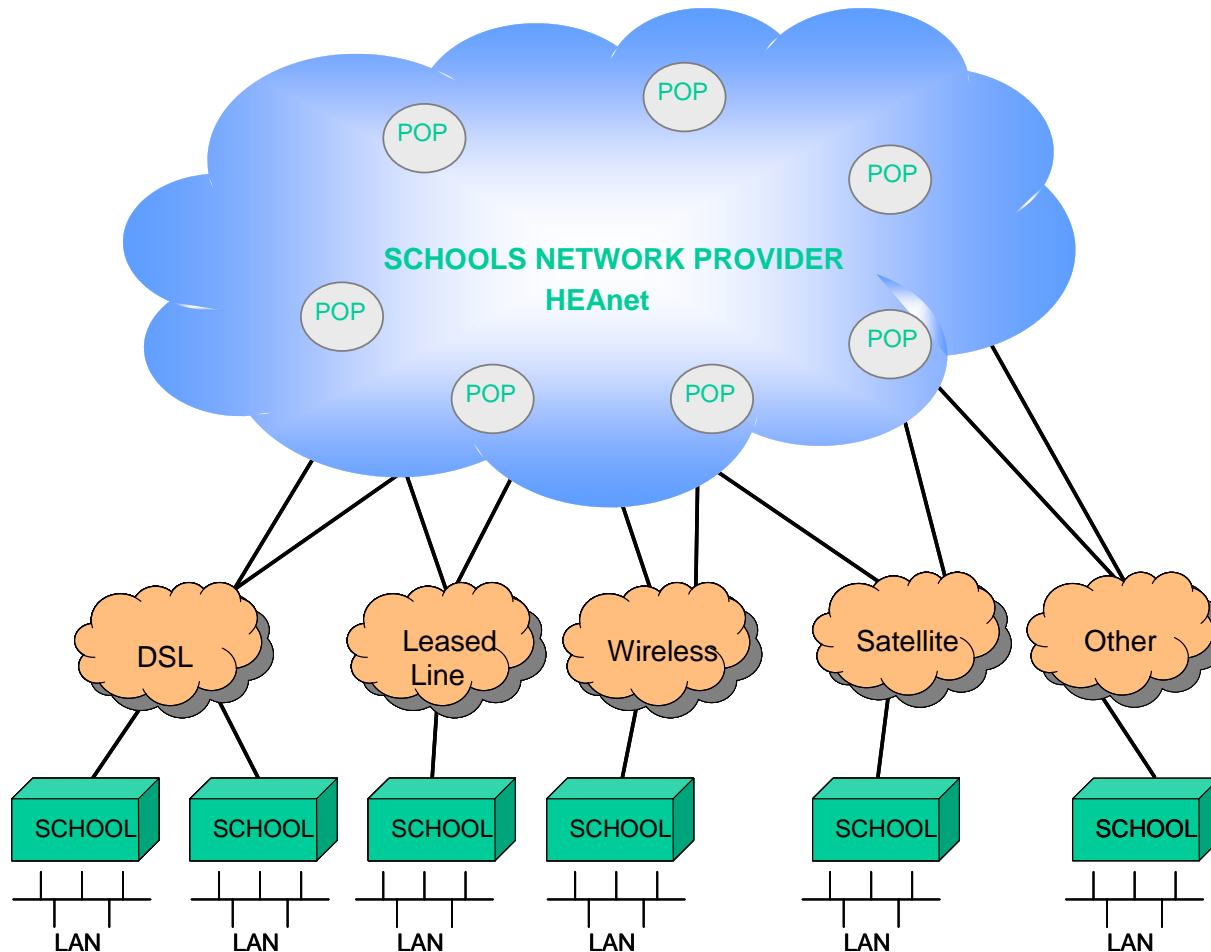 POP
POP
POP
SCHOOLS NETWORK PROVIDER
HEAnet
POP
POP
POP
POP
DSL
Leased
Line
Wireless
Satellite
Other
SCHOOL
SCHOOL
SCHOOL
SCHOOL
SCHOOL
SCHOOL
LAN
LAN
LAN
LAN
LAN
LAN